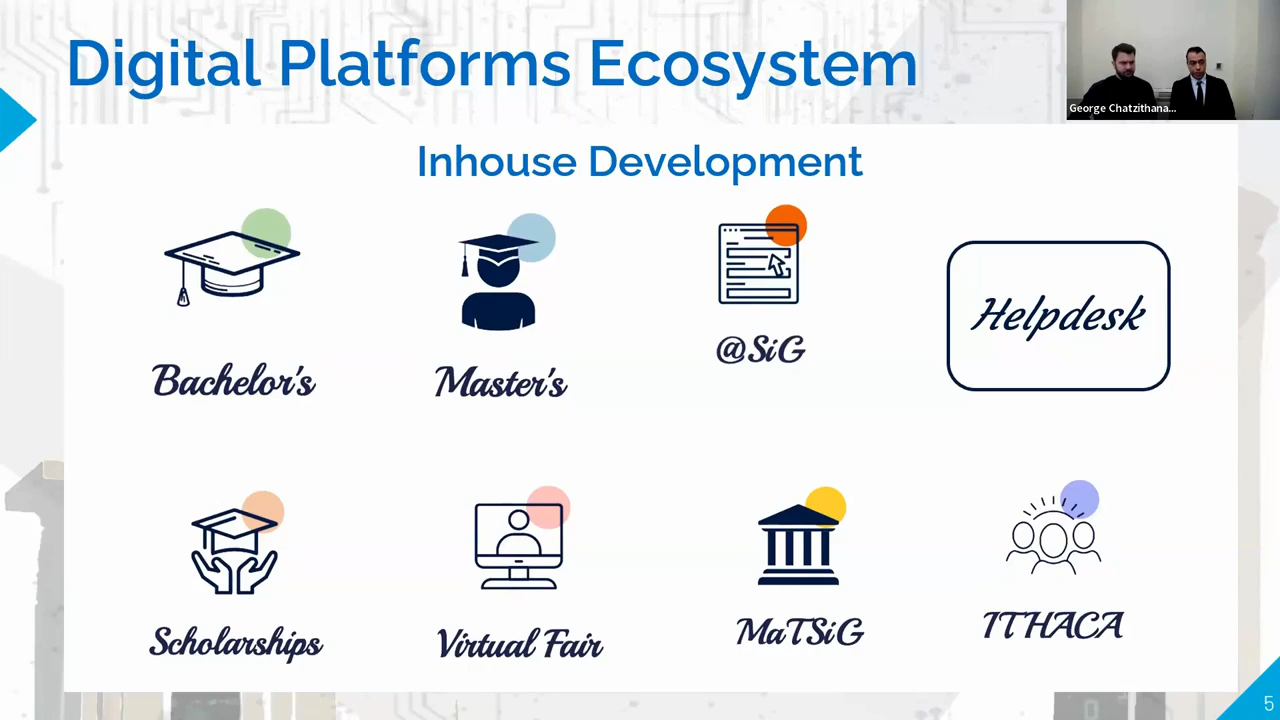 Digital Platforms Ecosystem
George Chatzithana...
Inhouse Development
Bachelor's
Master's
@SiG
Helpdesk
Scholarships
Virtual Fair
MaTSiG
ITHACA
5